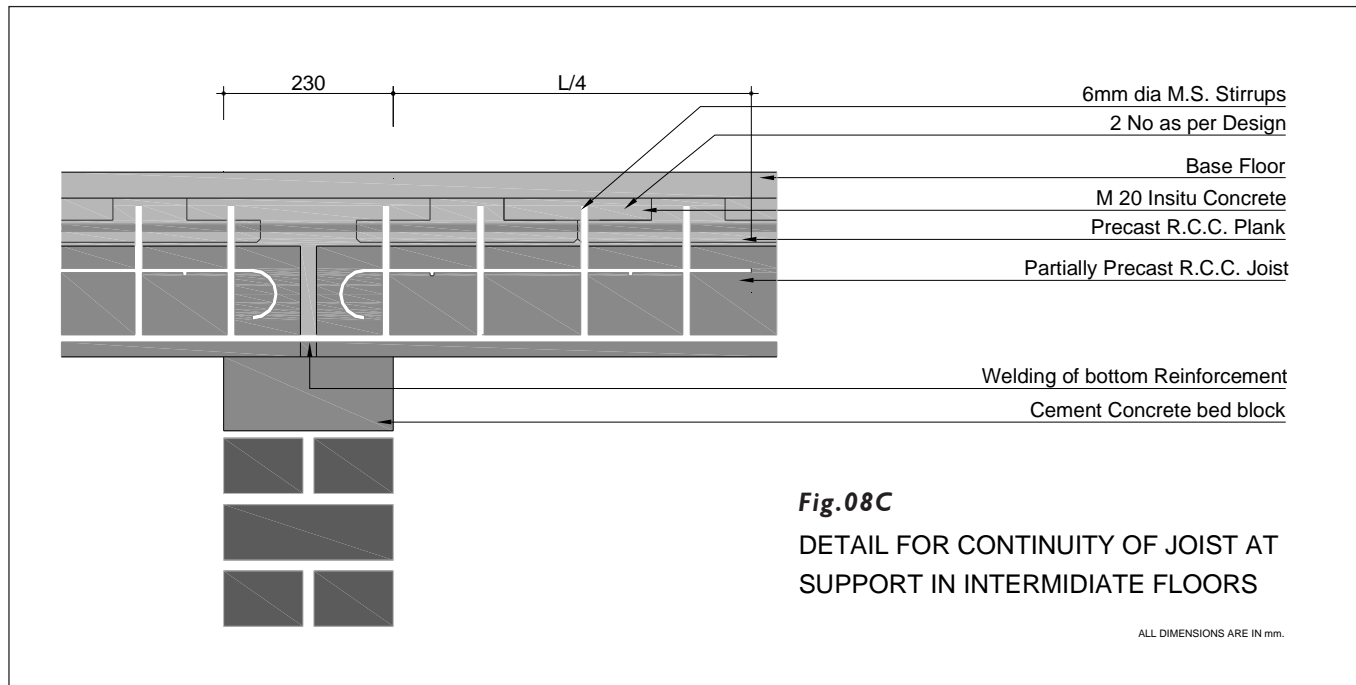 230
L/4
6mm dia M.S. Stirrups
2 No as per Design
Base Floor
M 20 Insitu Concrete
Precast R.C.C. Plank
Partially Precast R.C.C. Joist
Welding of bottom Reinforcement
Cement Concrete bed block
Fig.08C
DETAIL FOR CONTINUITY OF JOIST AT
SUPPORT IN INTERMIDIATE FLOORS
ALL DIMENSIONS ARE IN mm.